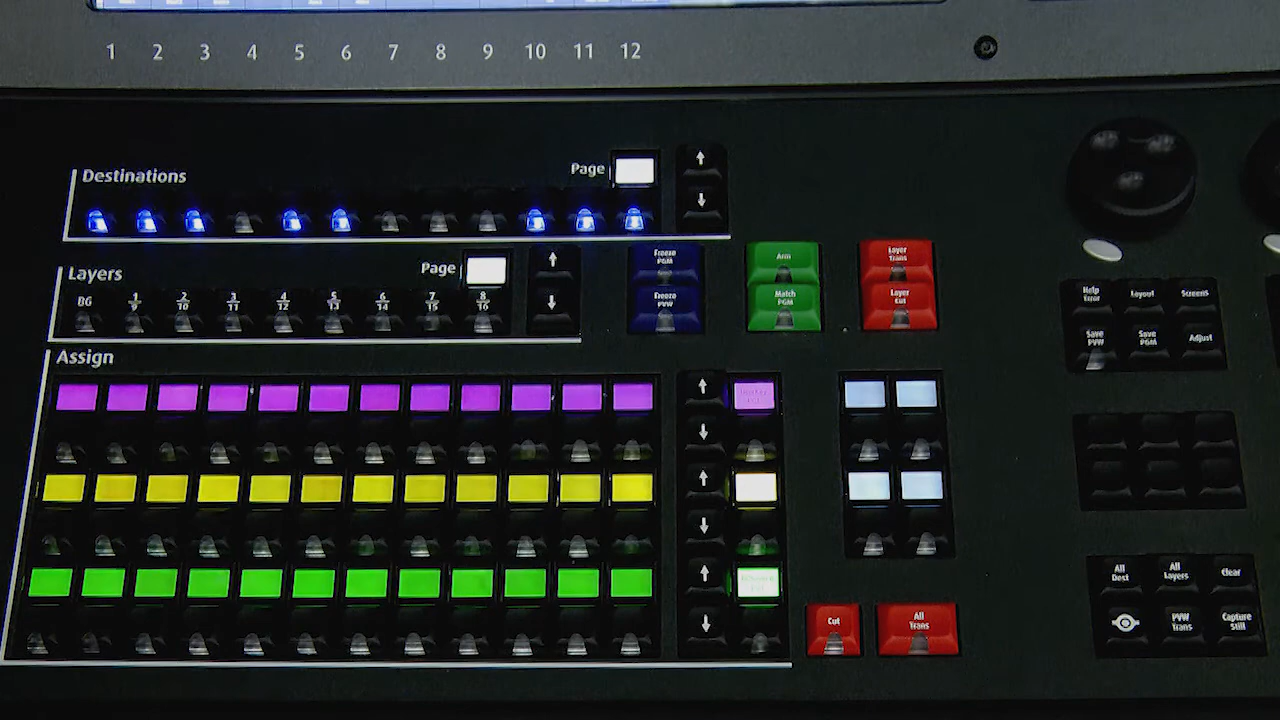 1 2 3 4 5 6 7 8 9 10 11 12
Destinations
Page
Layers
Page
BG 1 9 2 10 3 11 4 12 5 13 6 14 7 15 8 16
Freeze PGM
Freeze PVW
Arm
Match PGM
Layer Trans
Layer Cut
Help Error
Layout
Screens
Save PVW
Save PGM
Adjust
Assign
Cut
All Trans
All Dest
All Layers
Clear
PVW Trans
Capture Still